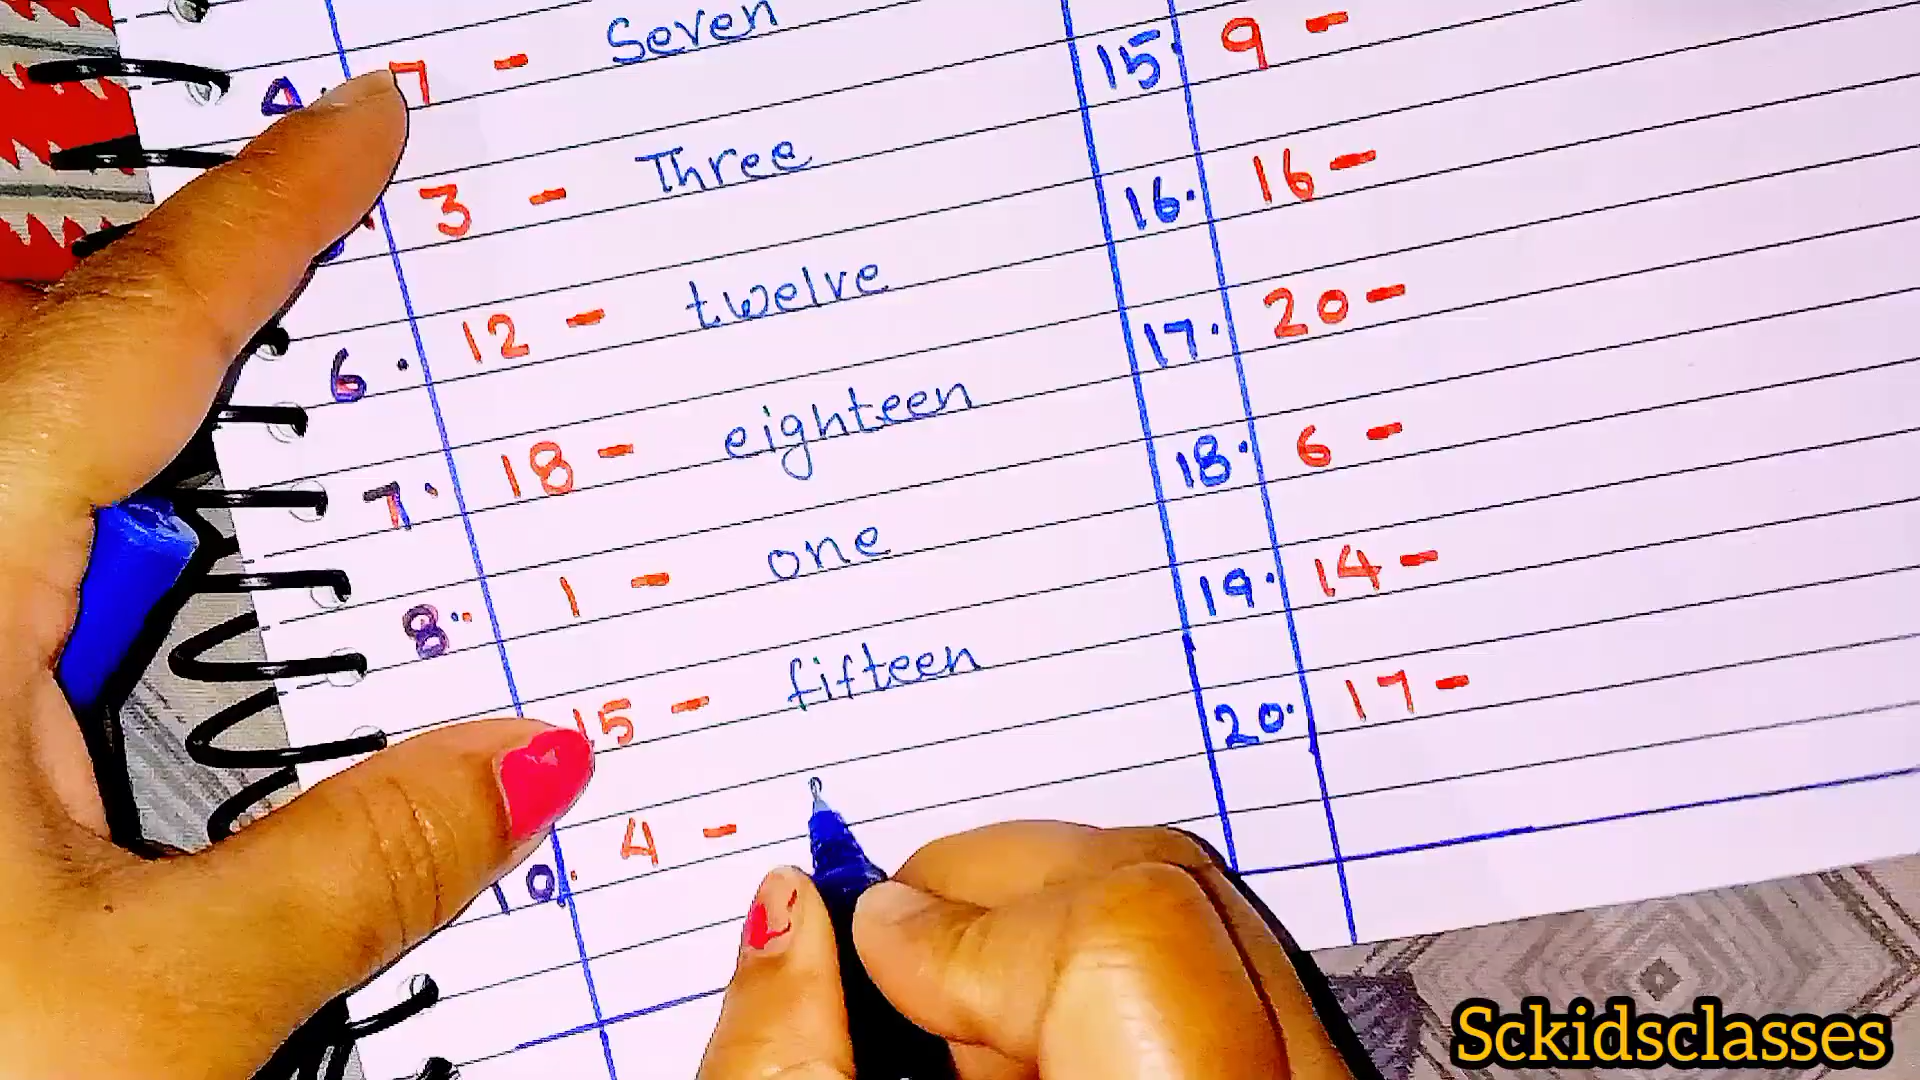 4. 7 - Seven
3 - Three
6. 12 - twelve
7. 18 - eighteen
8. 1 - one
15 - fifteen
10. 4 -
15. 9 -
16. 16 -
17. 20 -
18. 6 -
19. 14 -
20. 17 -
Sckidsclasses